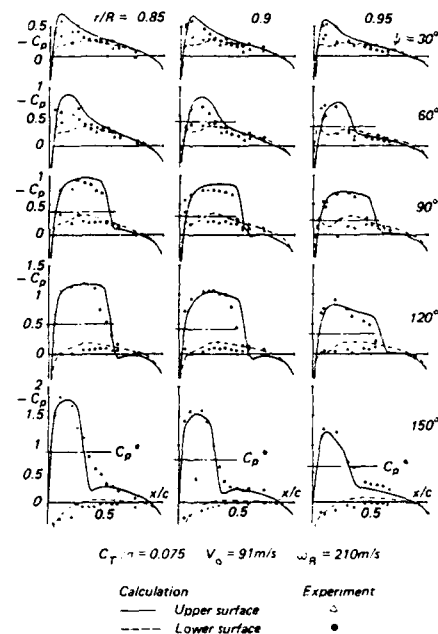 r/R = 0.85 0.9 0.95
0.5
- Cp
0
ψ = 30°
1
- Cp
0.5
0
60°
1
- Cp
0.5
0
90°
1.5
- Cp
1
0.5
0
120°
2
- Cp
1.5
1
0.5
0
150°
Cp* Cp* Cp*
x/c x/c x/c
0.5 0.5 0.5
= 0.075 V₀ = 91m/s = 210m/s
Calculation Experiment
Upper surface
Lower surface